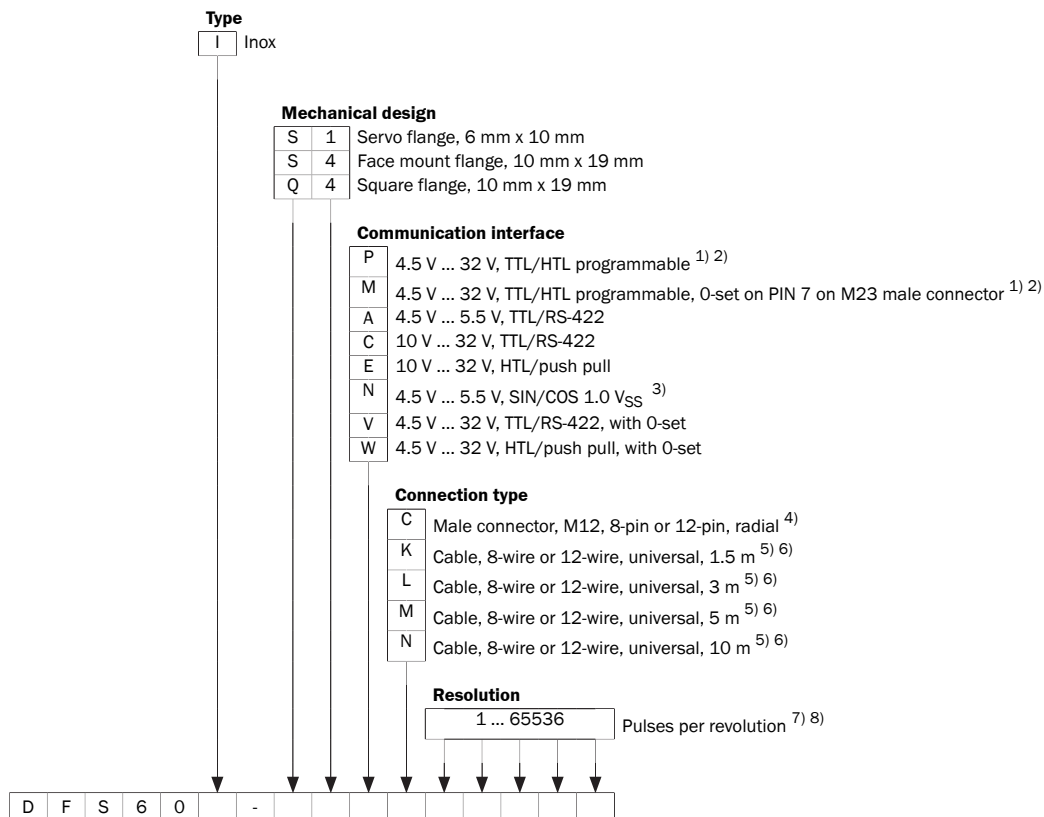 Type
I Inox
Mechanical design
S 1 Servo flange, 6 mm x 10 mm
S 4 Face mount flange, 10 mm x 19 mm
Q 4 Square flange, 10 mm x 19 mm
Communication interface
P 4.5 V ... 32 V, TTL/HTL programmable 1) 2)
M 4.5 V ... 32 V, TTL/HTL programmable, 0-set on PIN 7 on M23 male connector 1) 2)
A 4.5 V ... 5.5 V, TTL/RS-422
C 10 V ... 32 V, TTL/RS-422
E 10 V ... 32 V, HTL/push pull
N 4.5 V ... 5.5 V, SIN/COS 1.0 VSS 3)
V 4.5 V ... 32 V, TTL/RS-422, with 0-set
W 4.5 V ... 32 V, HTL/push pull, with 0-set
Connection type
C Male connector, M12, 8-pin or 12-pin, radial 4)
K Cable, 8-wire or 12-wire, universal, 1.5 m 5) 6)
L Cable, 8-wire or 12-wire, universal, 3 m 5) 6)
M Cable, 8-wire or 12-wire, universal, 5 m 5) 6)
N Cable, 8-wire or 12-wire, universal, 10 m 5) 6)
Resolution
1 ... 65536 Pulses per revolution 7) 8)
D F S 6 0 -